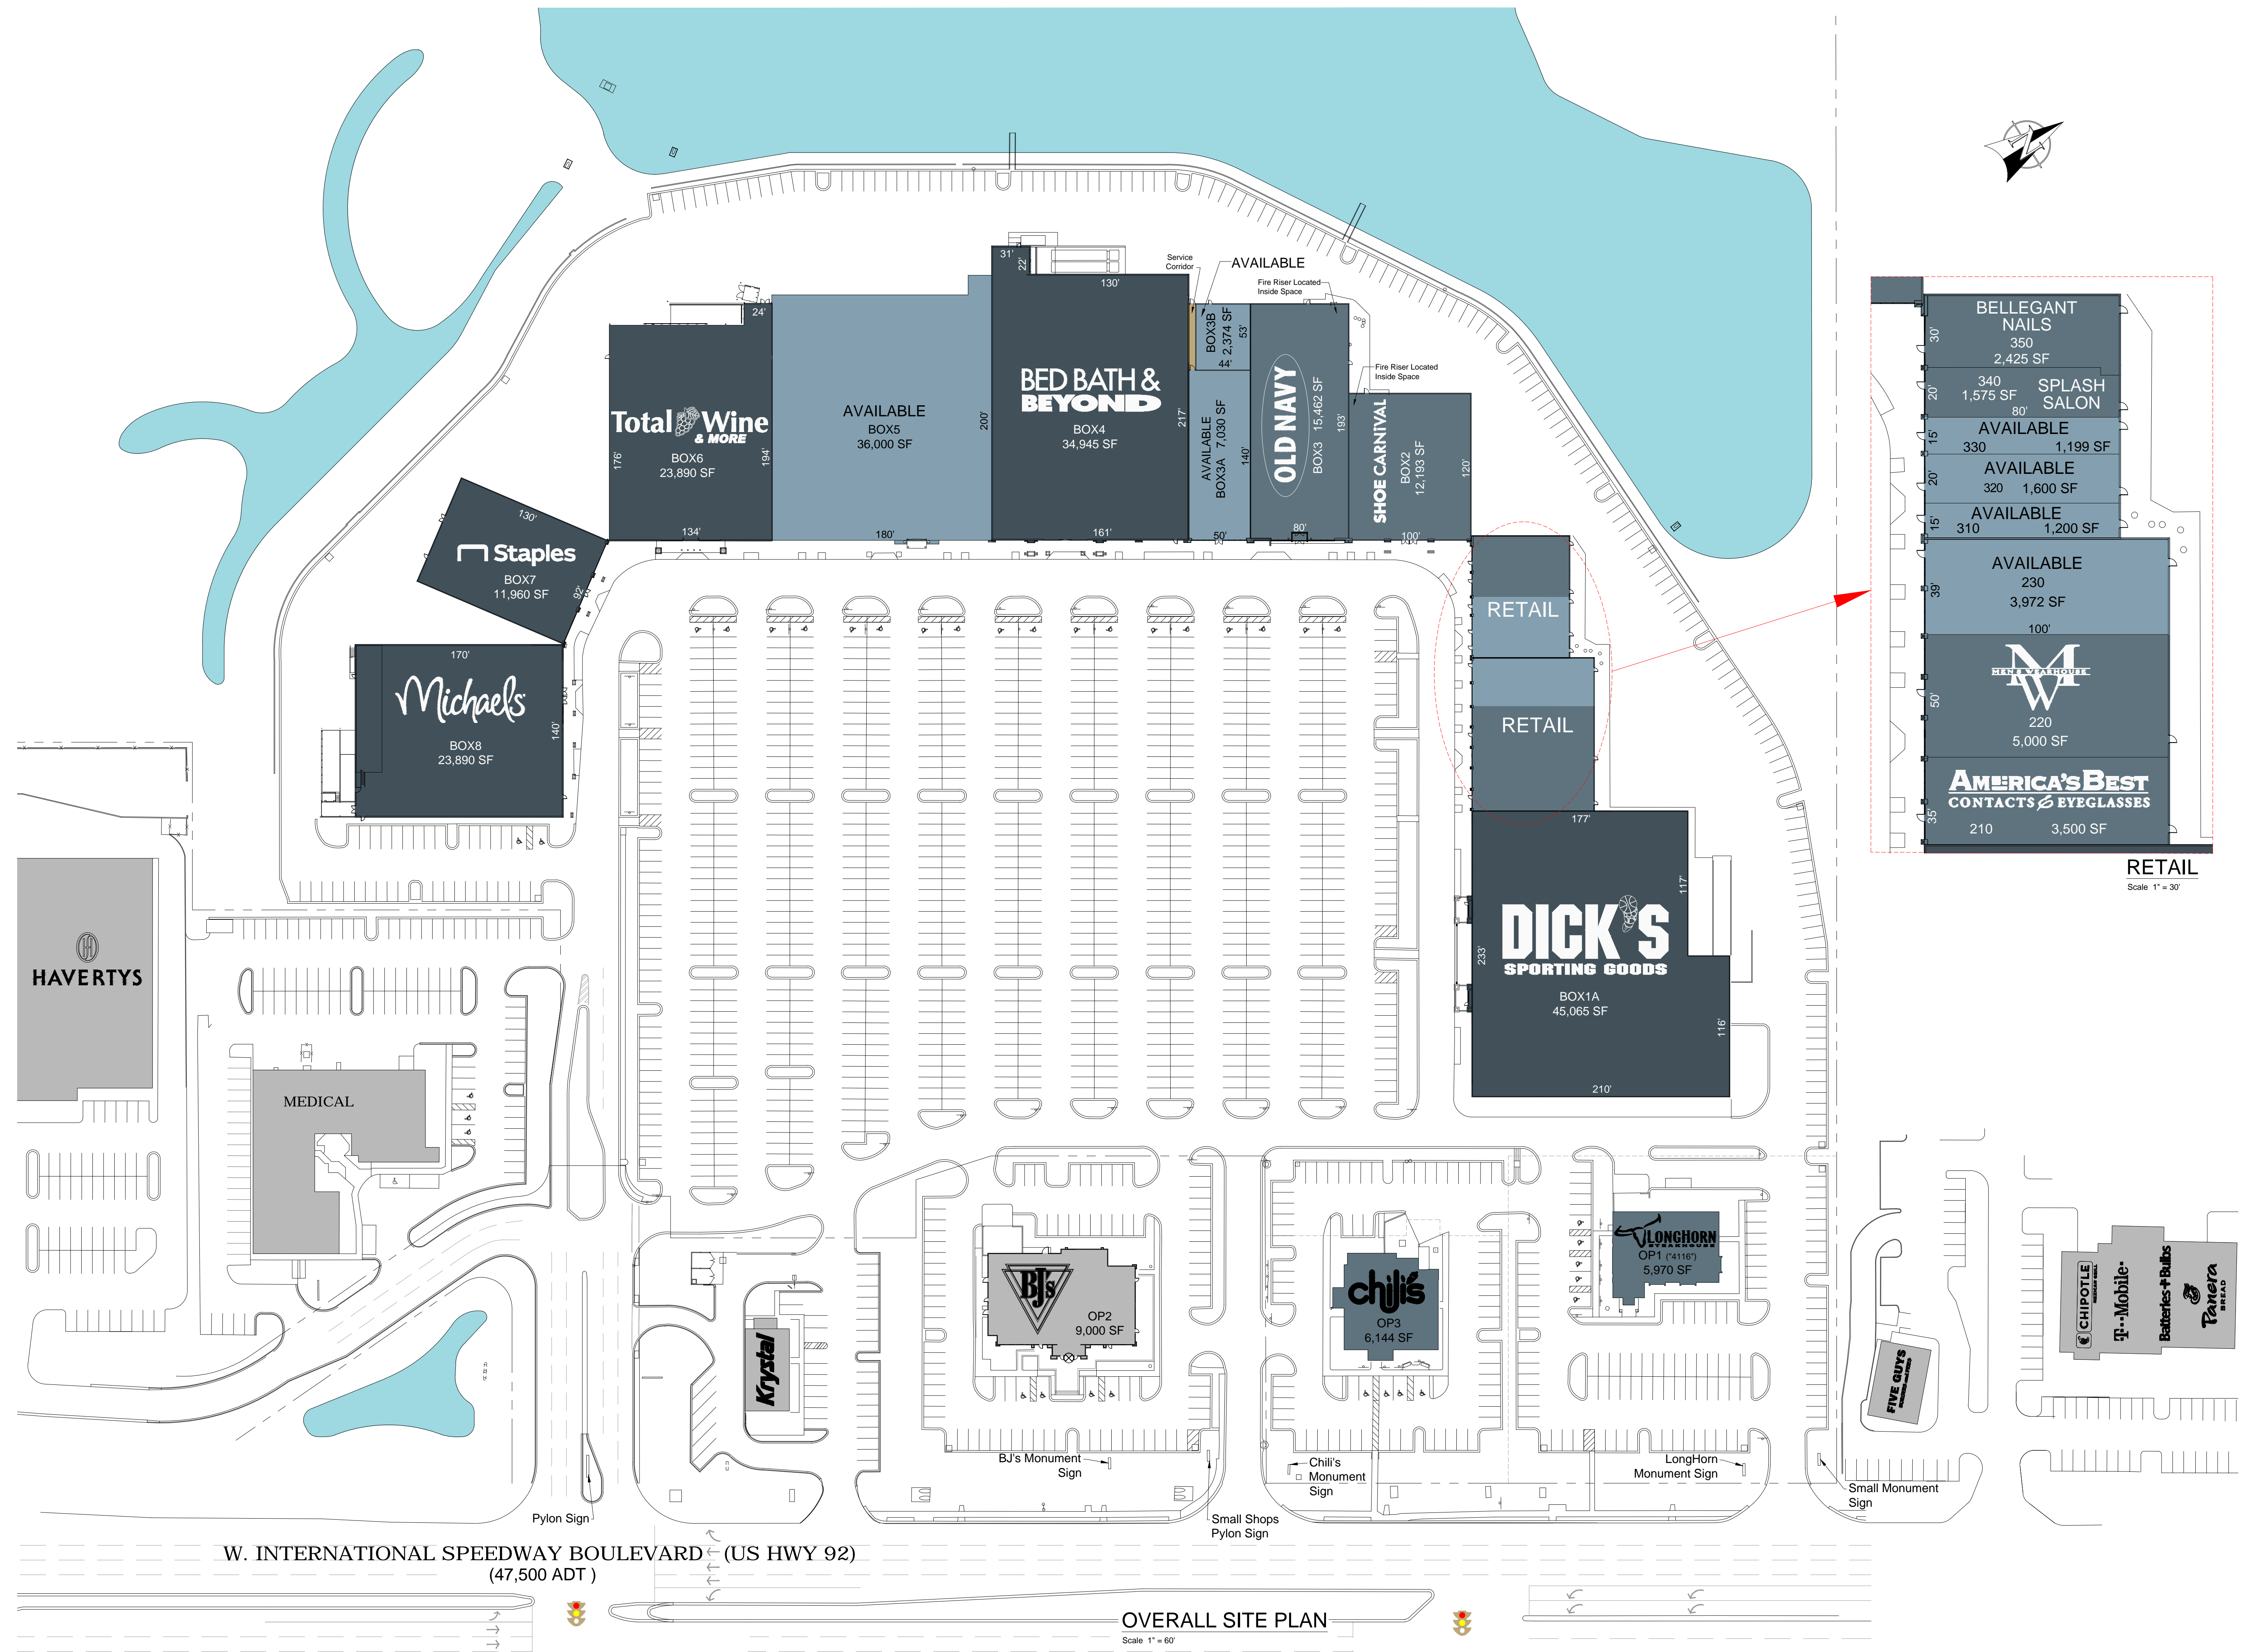 31'
22'
130'
Service
Corridor
AVAILABLE
Fire Riser Located
Inside Space
24'
BOX3B
2,374 SF
53'
44'
Fire Riser Located
Inside Space
BED BATH &
BEYOND
BOX4
34,945 SF
217'
161'
Total Wine
& MORE
BOX6
23,890 SF
176'
194'
134'
AVAILABLE
BOX5
36,000 SF
200'
180'
AVAILABLE
BOX3A 7,030 SF
140'
50'
OLD NAVY
BOX3 15,462 SF
193'
80'
SHOE CARNIVAL
BOX2
12,193 SF
120'
100'
130'
Staples
BOX7
11,960 SF
92'
170'
Michaels
BOX8
23,890 SF
140'
RETAIL
RETAIL
177'
117'
DICK'S
SPORTING GOODS
233'
BOX1A
45,065 SF
116'
210'
BELLEGANT
NAILS
350
2,425 SF
30'
340
1,575 SF
SPLASH
SALON
20'
80'
AVAILABLE
330 1,199 SF
15'
AVAILABLE
320 1,600 SF
20'
AVAILABLE
310 1,200 SF
15'
AVAILABLE
230
3,972 SF
39'
100'
MW
MEN'S WEARHOUSE
220
5,000 SF
50'
AMERICA'S BEST
CONTACTS & EYEGLASSES
210 3,500 SF
35'
RETAIL
Scale 1" = 30'
HAVERTYS
MEDICAL
Krystal
BJ's
OP2
9,000 SF
chili's
OP3
6,144 SF
LONGHORN
STEAKHOUSE
OP1 ("4116")
5,970 SF
FIVE GUYS
CHIPOTLE
MEXICAN GRILL
T-Mobile
Batteries+Bulbs
Panera
BREAD
BJ's Monument
Sign
Chili's
Monument
Sign
LongHorn
Monument Sign
Small Monument
Sign
Pylon Sign
Small Shops
Pylon Sign
W. INTERNATIONAL SPEEDWAY BOULEVARD (US HWY 92)
(47,500 ADT )
OVERALL SITE PLAN
Scale 1" = 60'